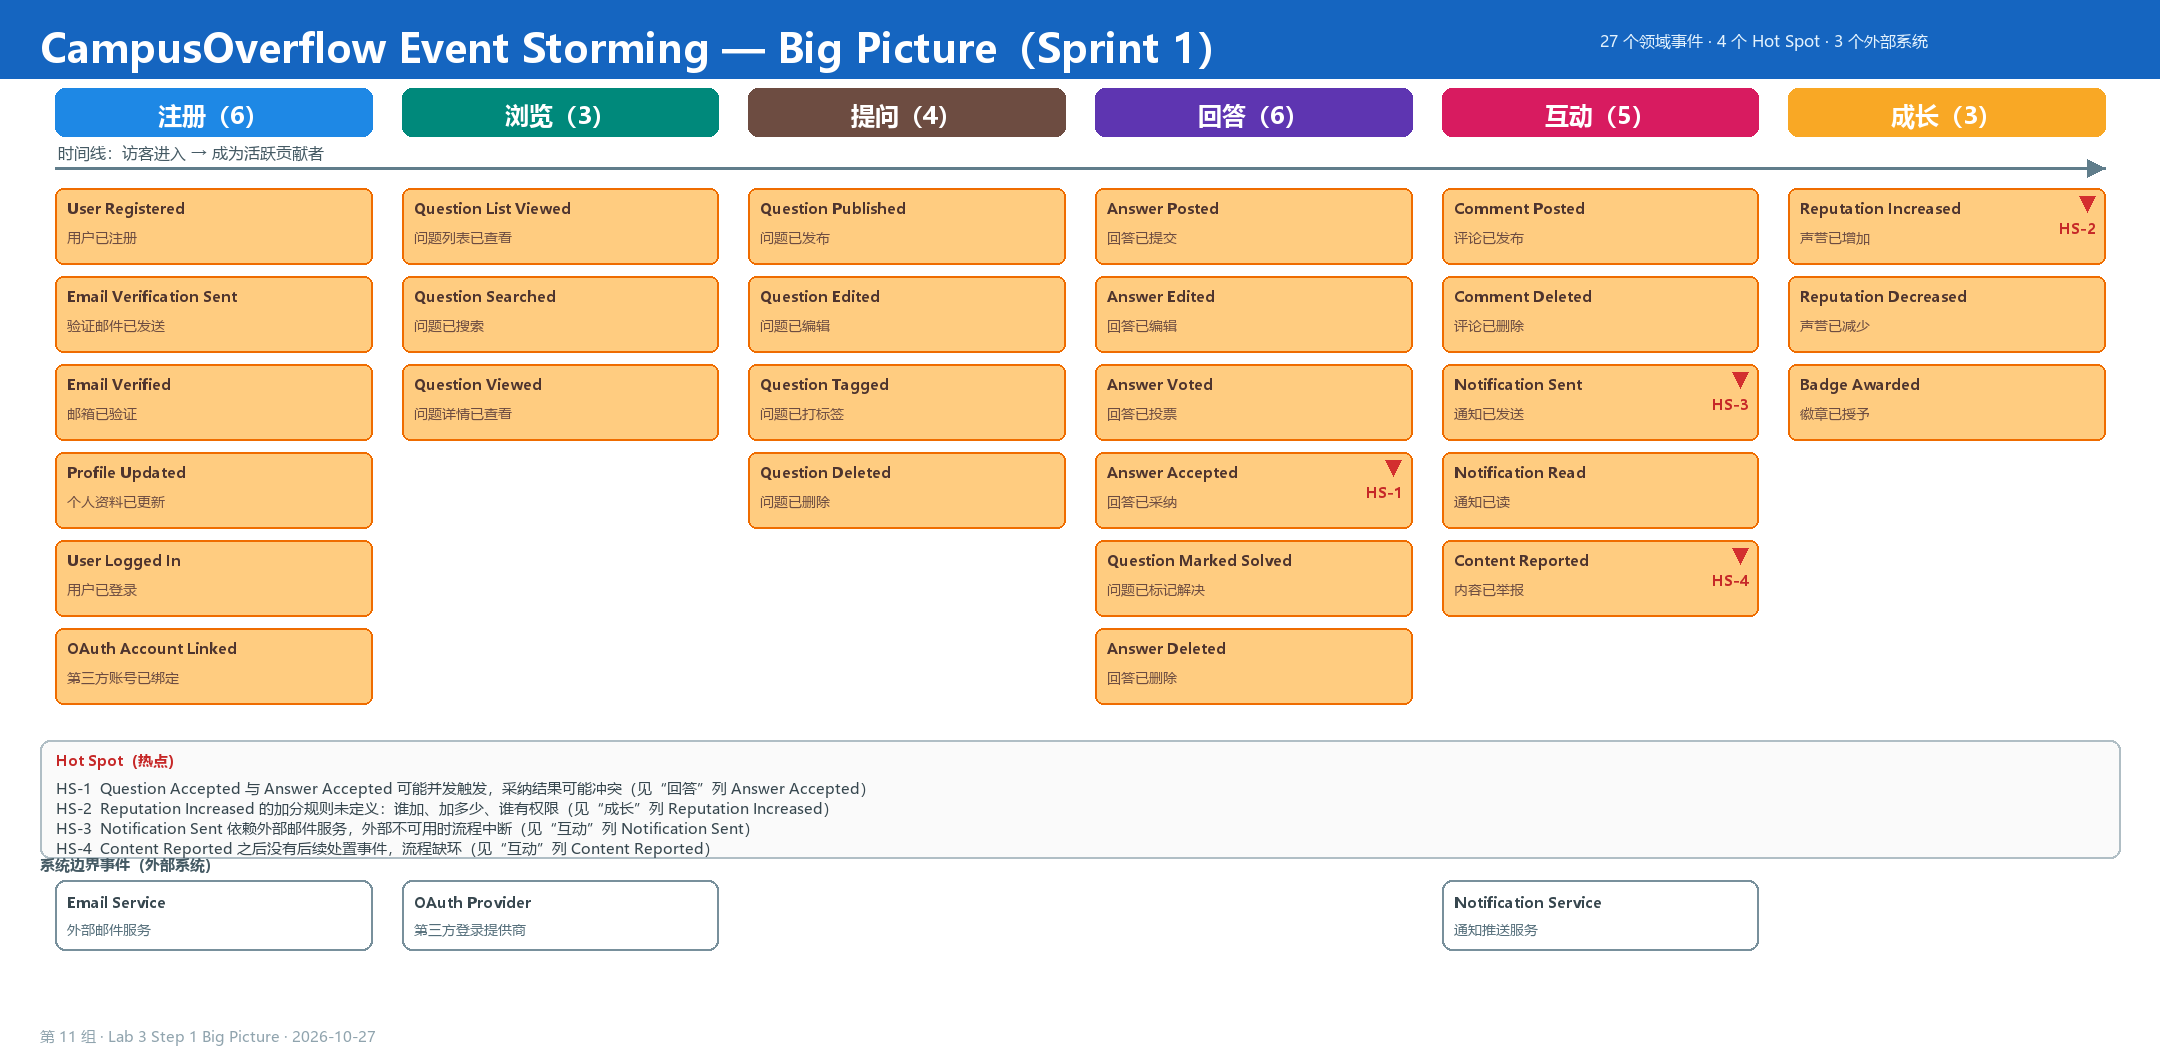 CampusOverflow Event Storming — Big Picture（Sprint 1）
27 个领域事件 · 4 个 Hot Spot · 3 个外部系统
注册（6）
浏览（3）
提问（4）
回答（6）
互动（5）
成长（3）
时间线：访客进入 → 成为活跃贡献者
User Registered
用户已注册
Email Verification Sent
验证邮件已发送
Email Verified
邮箱已验证
Profile Updated
个人资料已更新
User Logged In
用户已登录
OAuth Account Linked
第三方账号已绑定
Question List Viewed
问题列表已查看
Question Searched
问题已搜索
Question Viewed
问题详情已查看
Question Published
问题已发布
Question Edited
问题已编辑
Question Tagged
问题已打标签
Question Deleted
问题已删除
Answer Posted
回答已提交
Answer Edited
回答已编辑
Answer Voted
回答已投票
Answer Accepted
HS-1
回答已采纳
Question Marked Solved
问题已标记解决
Answer Deleted
回答已删除
Comment Posted
评论已发布
Comment Deleted
评论已删除
Notification Sent
HS-3
通知已发送
Notification Read
通知已读
Content Reported
HS-4
内容已举报
Reputation Increased
HS-2
声誉已增加
Reputation Decreased
声誉已减少
Badge Awarded
徽章已授予
Hot Spot（热点）
HS-1 Question Accepted 与 Answer Accepted 可能并发触发，采纳结果可能冲突（见“回答”列 Answer Accepted）
HS-2 Reputation Increased 的加分规则未定义：谁加、加多少、谁有权限（见“成长”列 Reputation Increased）
HS-3 Notification Sent 依赖外部邮件服务，外部不可用时流程中断（见“互动”列 Notification Sent）
HS-4 Content Reported 之后没有后续处置事件，流程缺环（见“互动”列 Content Reported）
系统边界事件（外部系统）
Email Service
外部邮件服务
OAuth Provider
第三方登录提供商
Notification Service
通知推送服务
第 11 组 · Lab 3 Step 1 Big Picture · 2026-10-27